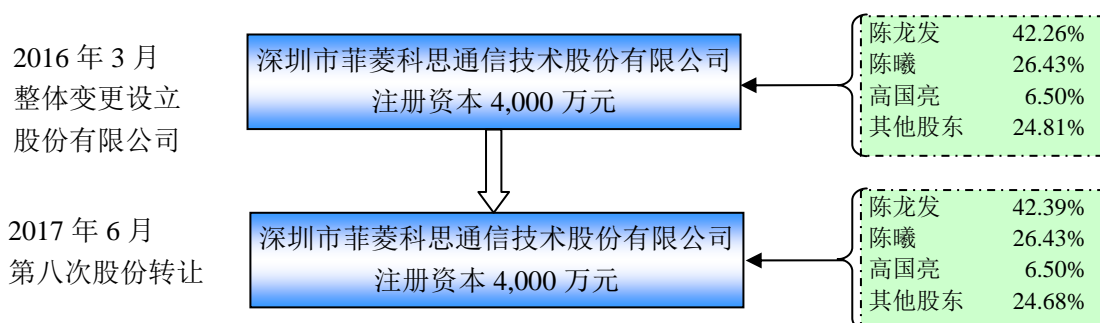 2016 年 3 月
整体变更设立
股份有限公司
深圳市菲菱科思通信技术股份有限公司
注册资本 4,000 万元
陈龙发 42.26%
陈曦 26.43%
高国亮 6.50%
其他股东 24.81%
2017 年 6 月
第八次股份转让
深圳市菲菱科思通信技术股份有限公司
注册资本 4,000 万元
陈龙发 42.39%
陈曦 26.43%
高国亮 6.50%
其他股东 24.68%